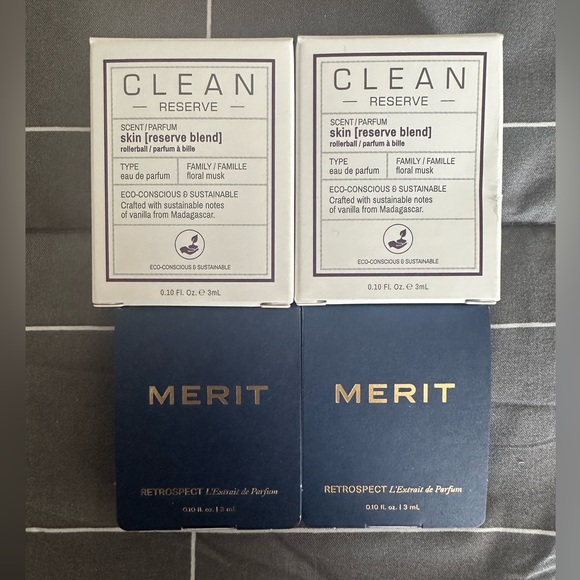 CLEAN
— RESERVE —
SCENT/PARFUM
skin [reserve blend]
rollerball / parfum à bille
TYPE
eau de parfum
FAMILY / FAMILLE
floral musk
ECO-CONSCIOUS & SUSTAINABLE
Crafted with sustainable notes
of vanilla from Madagascar.
ECO-CONSCIOUS & SUSTAINABLE
0.10 Fl. Oz. ℮ 3mL
CLEAN
— RESERVE —
SCENT/PARFUM
skin [reserve blend]
rollerball / parfum à bille
TYPE
eau de parfum
FAMILY / FAMILLE
floral musk
ECO-CONSCIOUS & SUSTAINABLE
Crafted with sustainable notes
of vanilla from Madagascar.
ECO-CONSCIOUS & SUSTAINABLE
0.10 Fl. Oz. ℮ 3mL
MERIT
RETROSPECT L'Extrait de Parfum
0.10 fl. oz. | 3 mL
MERIT
RETROSPECT L'Extrait de Parfum
0.10 fl. oz. | 3 mL